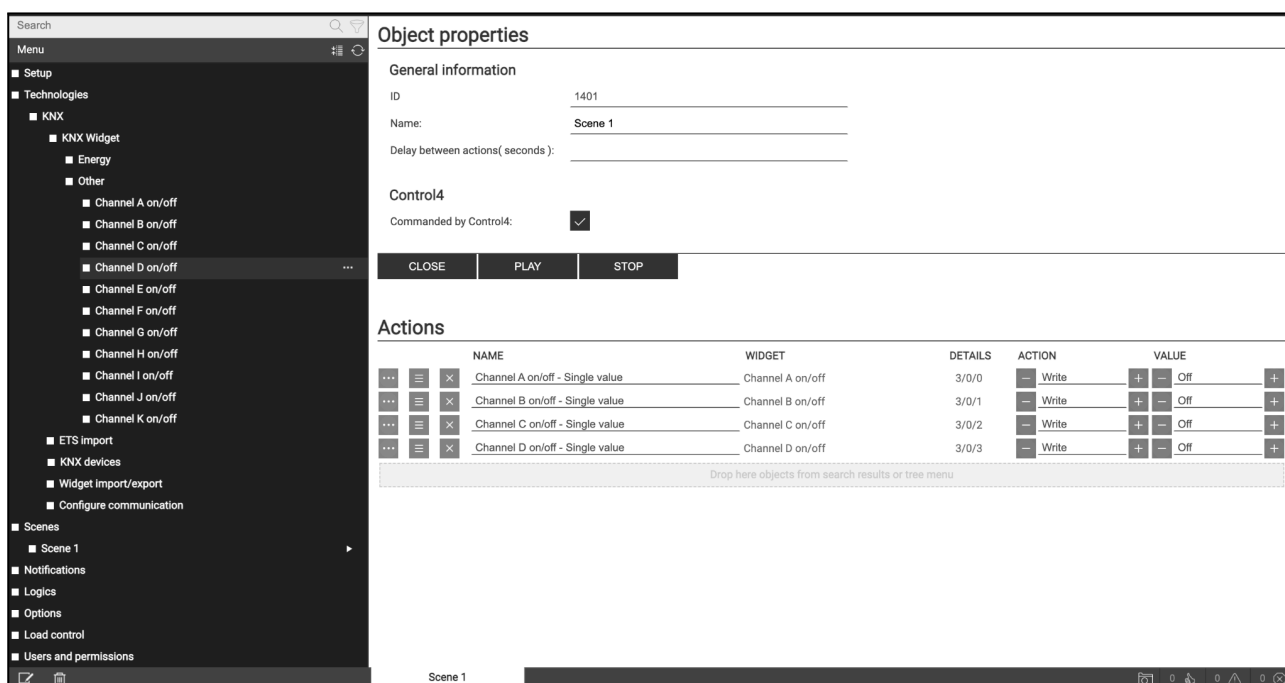 Search
Menu
Setup
Technologies
KNX
KNX Widget
Energy
Other
Channel A on/off
Channel B on/off
Channel C on/off
Channel D on/off
Channel E on/off
Channel F on/off
Channel G on/off
Channel H on/off
Channel I on/off
Channel J on/off
Channel K on/off
ETS import
KNX devices
Widget import/export
Configure communication
Scenes
Scene 1
Notifications
Logics
Options
Load control
Users and permissions
Object properties
General information
ID 1401
Name: Scene 1
Delay between actions( seconds ):
Control4
Commanded by Control4:
CLOSE PLAY STOP
Actions
NAME WIDGET DETAILS ACTION VALUE
Channel A on/off - Single value Channel A on/off 3/0/0 Write Off
Channel B on/off - Single value Channel B on/off 3/0/1 Write Off
Channel C on/off - Single value Channel C on/off 3/0/2 Write Off
Channel D on/off - Single value Channel D on/off 3/0/3 Write Off
Drop here objects from search results or tree menu
Scene 1 0 0 0